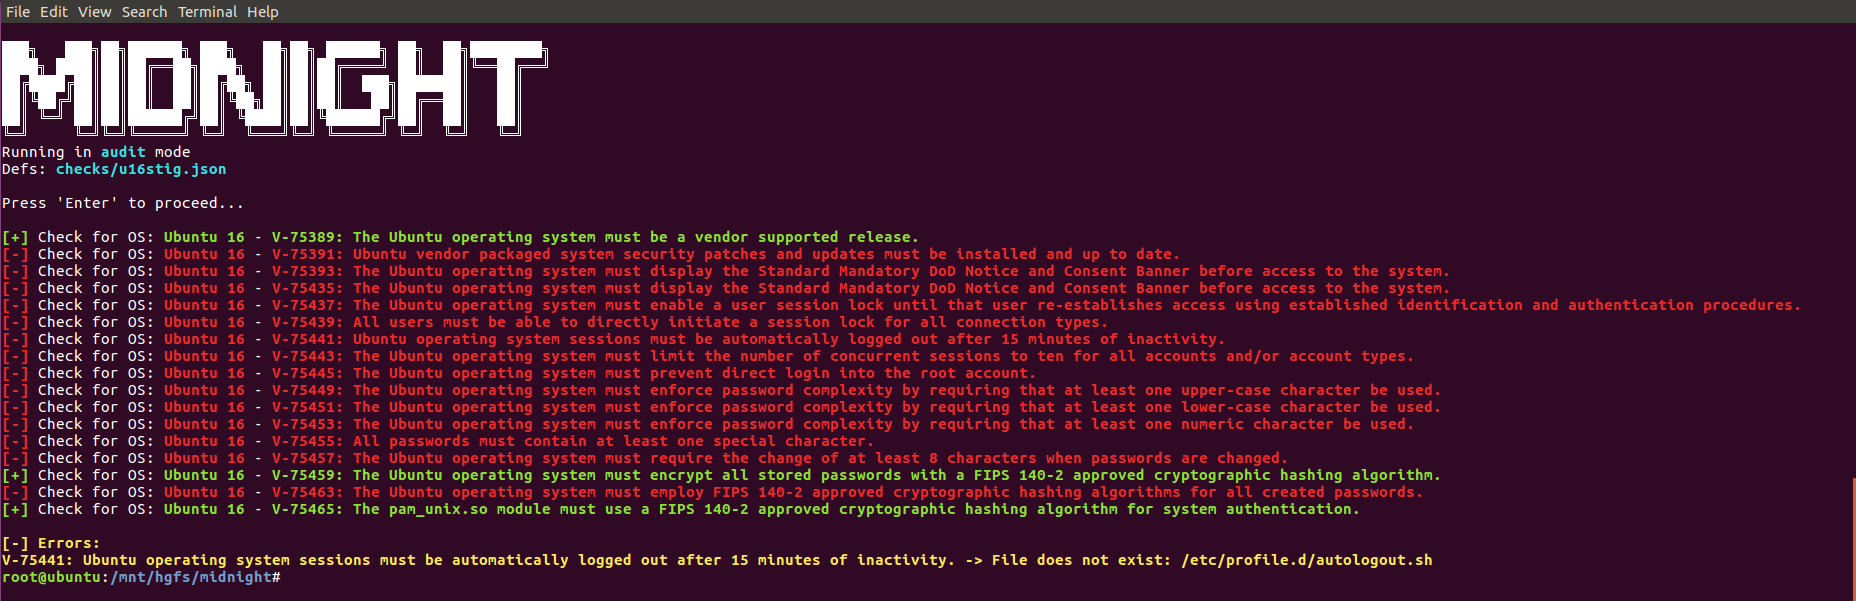 File Edit View Search Terminal Help
MIDNIGHT
Running in audit mode
Defs: checks/u16stig.json
Press 'Enter' to proceed...
[+] Check for OS: Ubuntu 16 - V-75389: The Ubuntu operating system must be a vendor supported release.
[-] Check for OS: Ubuntu 16 - V-75391: Ubuntu vendor packaged system security patches and updates must be installed and up to date.
[-] Check for OS: Ubuntu 16 - V-75393: The Ubuntu operating system must display the Standard Mandatory DoD Notice and Consent Banner before access to the system.
[-] Check for OS: Ubuntu 16 - V-75435: The Ubuntu operating system must display the Standard Mandatory DoD Notice and Consent Banner before access to the system.
[-] Check for OS: Ubuntu 16 - V-75437: The Ubuntu operating system must enable a user session lock until that user re-establishes access using established identification and authentication procedures.
[-] Check for OS: Ubuntu 16 - V-75439: All users must be able to directly initiate a session lock for all connection types.
[-] Check for OS: Ubuntu 16 - V-75441: Ubuntu operating system sessions must be automatically logged out after 15 minutes of inactivity.
[-] Check for OS: Ubuntu 16 - V-75443: The Ubuntu operating system must limit the number of concurrent sessions to ten for all accounts and/or account types.
[-] Check for OS: Ubuntu 16 - V-75445: The Ubuntu operating system must prevent direct login into the root account.
[-] Check for OS: Ubuntu 16 - V-75449: The Ubuntu operating system must enforce password complexity by requiring that at least one upper-case character be used.
[-] Check for OS: Ubuntu 16 - V-75451: The Ubuntu operating system must enforce password complexity by requiring that at least one lower-case character be used.
[-] Check for OS: Ubuntu 16 - V-75453: The Ubuntu operating system must enforce password complexity by requiring that at least one numeric character be used.
[-] Check for OS: Ubuntu 16 - V-75455: All passwords must contain at least one special character.
[-] Check for OS: Ubuntu 16 - V-75457: The Ubuntu operating system must require the change of at least 8 characters when passwords are changed.
[+] Check for OS: Ubuntu 16 - V-75459: The Ubuntu operating system must encrypt all stored passwords with a FIPS 140-2 approved cryptographic hashing algorithm.
[-] Check for OS: Ubuntu 16 - V-75463: The Ubuntu operating system must employ FIPS 140-2 approved cryptographic hashing algorithms for all created passwords.
[+] Check for OS: Ubuntu 16 - V-75465: The pam_unix.so module must use a FIPS 140-2 approved cryptographic hashing algorithm for system authentication.
[-] Errors:
V-75441: Ubuntu operating system sessions must be automatically logged out after 15 minutes of inactivity. -> File does not exist: /etc/profile.d/autologout.sh
root@ubuntu:/mnt/hgfs/midnight#